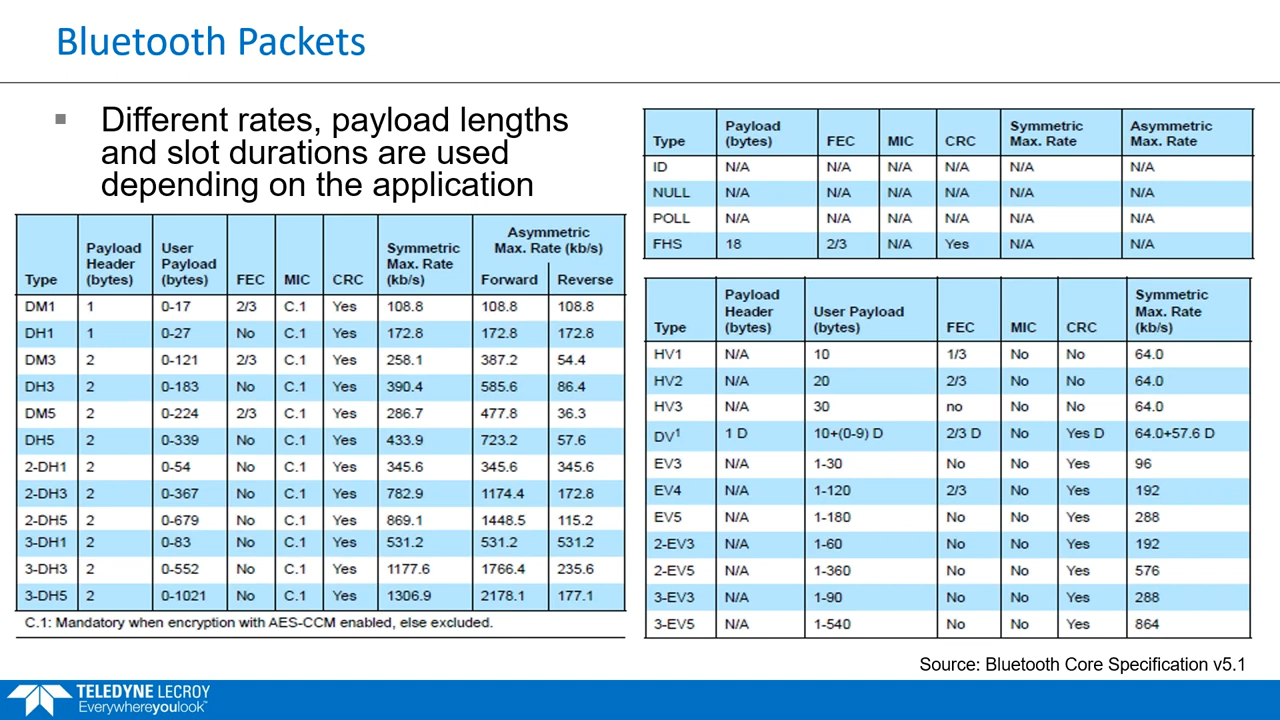 Bluetooth Packets
▪ Different rates, payload lengths
and slot durations are used
depending on the application
Type | Payload Header (bytes) | User Payload (bytes) | FEC | MIC | CRC | Symmetric Max. Rate (kb/s) | Asymmetric Max. Rate (kb/s) Forward | Reverse
DM1 | 1 | 0-17 | 2/3 | C.1 | Yes | 108.8 | 108.8 | 108.8
DH1 | 1 | 0-27 | No | C.1 | Yes | 172.8 | 172.8 | 172.8
DM3 | 2 | 0-121 | 2/3 | C.1 | Yes | 258.1 | 387.2 | 54.4
DH3 | 2 | 0-183 | No | C.1 | Yes | 390.4 | 585.6 | 86.4
DM5 | 2 | 0-224 | 2/3 | C.1 | Yes | 286.7 | 477.8 | 36.3
DH5 | 2 | 0-339 | No | C.1 | Yes | 433.9 | 723.2 | 57.6
2-DH1 | 2 | 0-54 | No | C.1 | Yes | 345.6 | 345.6 | 345.6
2-DH3 | 2 | 0-367 | No | C.1 | Yes | 782.9 | 1174.4 | 172.8
2-DH5 | 2 | 0-679 | No | C.1 | Yes | 869.1 | 1448.5 | 115.2
3-DH1 | 2 | 0-83 | No | C.1 | Yes | 531.2 | 531.2 | 531.2
3-DH3 | 2 | 0-552 | No | C.1 | Yes | 1177.6 | 1766.4 | 235.6
3-DH5 | 2 | 0-1021 | No | C.1 | Yes | 1306.9 | 2178.1 | 177.1
C.1: Mandatory when encryption with AES-CCM enabled, else excluded.
Type | Payload (bytes) | FEC | MIC | CRC | Symmetric Max. Rate | Asymmetric Max. Rate
ID | N/A | N/A | N/A | N/A | N/A | N/A
NULL | N/A | N/A | N/A | N/A | N/A | N/A
POLL | N/A | N/A | N/A | N/A | N/A | N/A
FHS | 18 | 2/3 | N/A | Yes | N/A | N/A
Type | Payload Header (bytes) | User Payload (bytes) | FEC | MIC | CRC | Symmetric Max. Rate (kb/s)
HV1 | N/A | 10 | 1/3 | No | No | 64.0
HV2 | N/A | 20 | 2/3 | No | No | 64.0
HV3 | N/A | 30 | no | No | No | 64.0
DV¹ | 1 D | 10+(0-9) D | 2/3 D | No | Yes D | 64.0+57.6 D
EV3 | N/A | 1-30 | No | No | Yes | 96
EV4 | N/A | 1-120 | 2/3 | No | Yes | 192
EV5 | N/A | 1-180 | No | No | Yes | 288
2-EV3 | N/A | 1-60 | No | No | Yes | 192
2-EV5 | N/A | 1-360 | No | No | Yes | 576
3-EV3 | N/A | 1-90 | No | No | Yes | 288
3-EV5 | N/A | 1-540 | No | No | Yes | 864
Source: Bluetooth Core Specification v5.1
TELEDYNE LECROY
Everywhereyoulook™